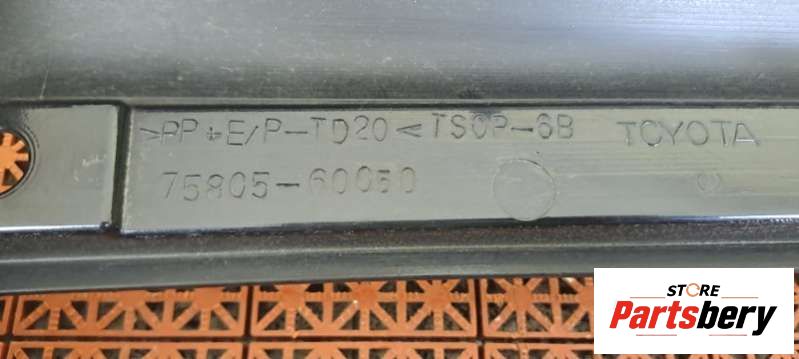 >PP+E/P-TD20< TSOP-6B TOYOTA
75805-60050
STORE
Partsbery